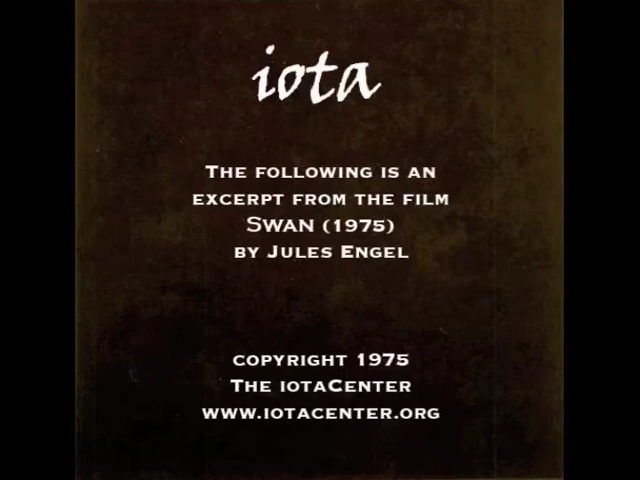 iota
THE FOLLOWING IS AN
EXCERPT FROM THE FILM
SWAN (1975)
BY JULES ENGEL
COPYRIGHT 1975
THE IOTACENTER
WWW.IOTACENTER.ORG